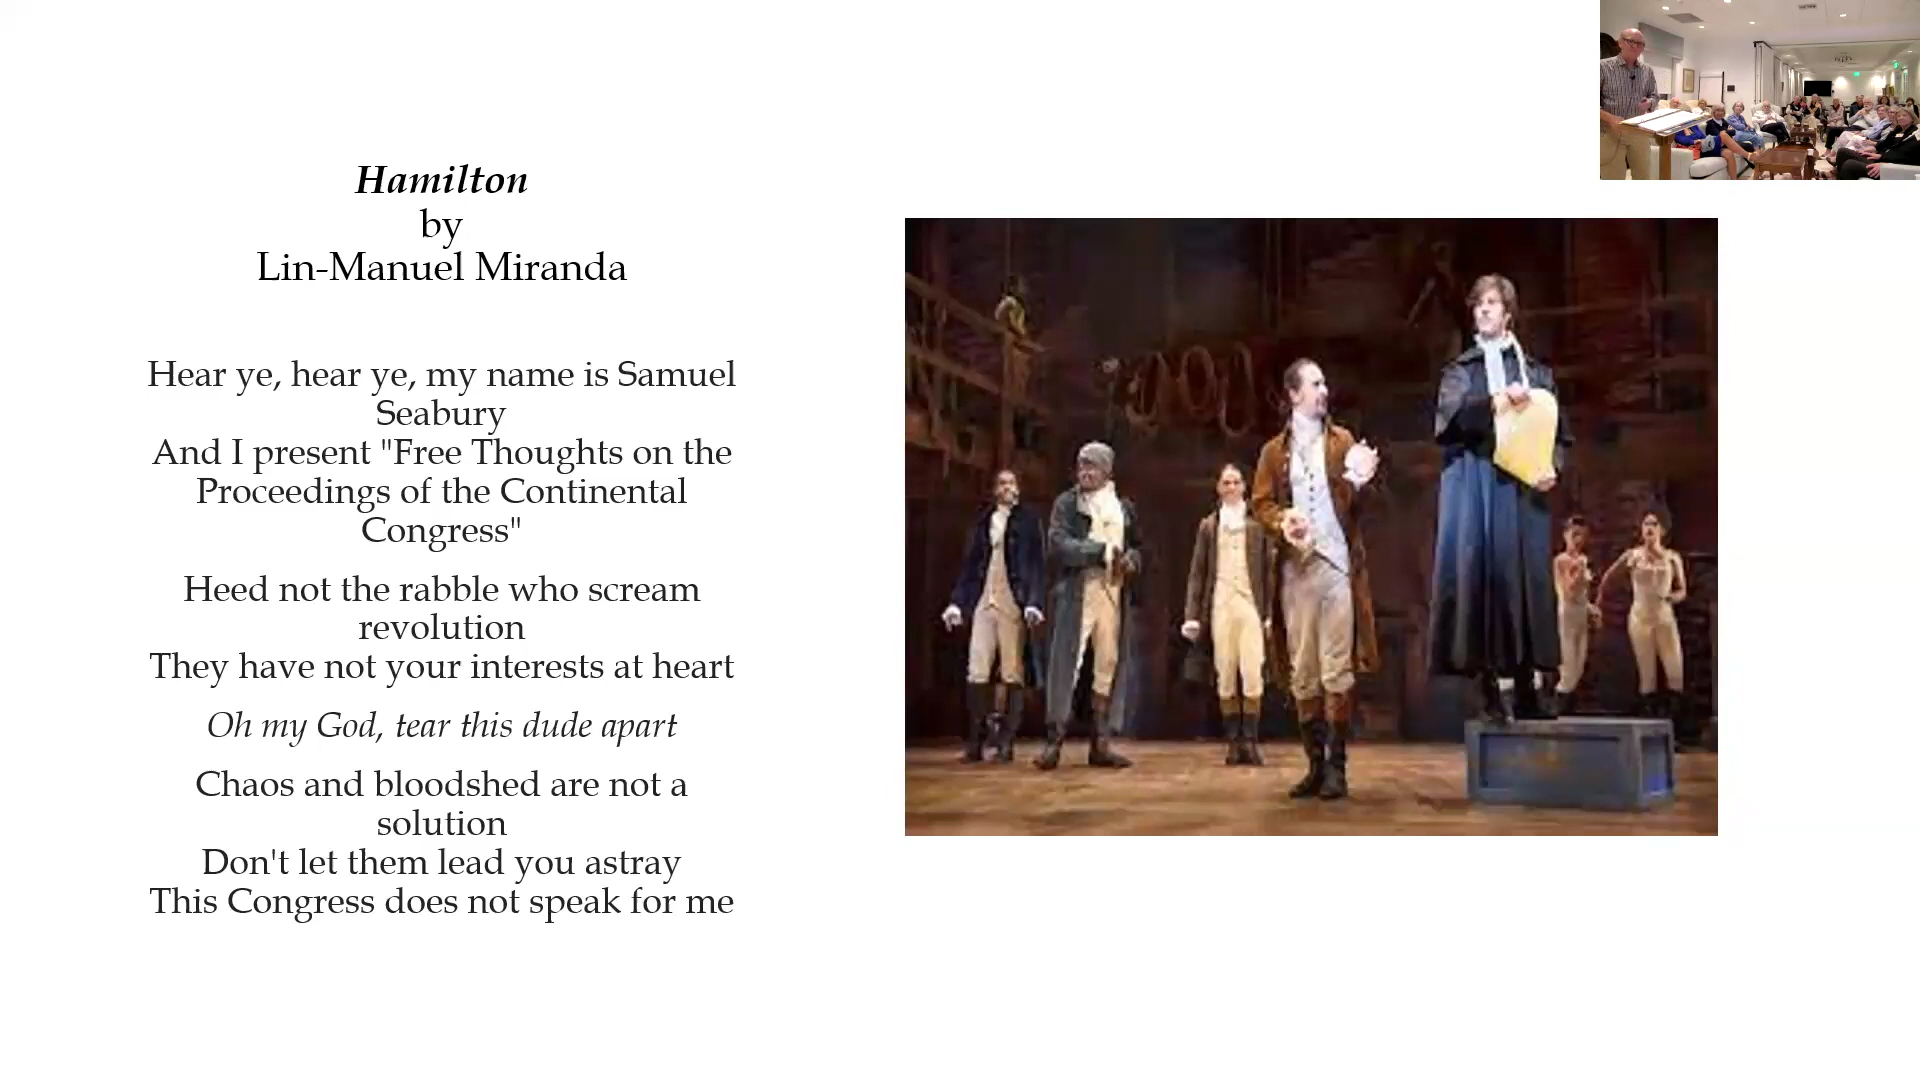 Hamilton
by
Lin-Manuel Miranda
Hear ye, hear ye, my name is Samuel
Seabury
And I present "Free Thoughts on the
Proceedings of the Continental
Congress"
Heed not the rabble who scream
revolution
They have not your interests at heart
Oh my God, tear this dude apart
Chaos and bloodshed are not a
solution
Don't let them lead you astray
This Congress does not speak for me